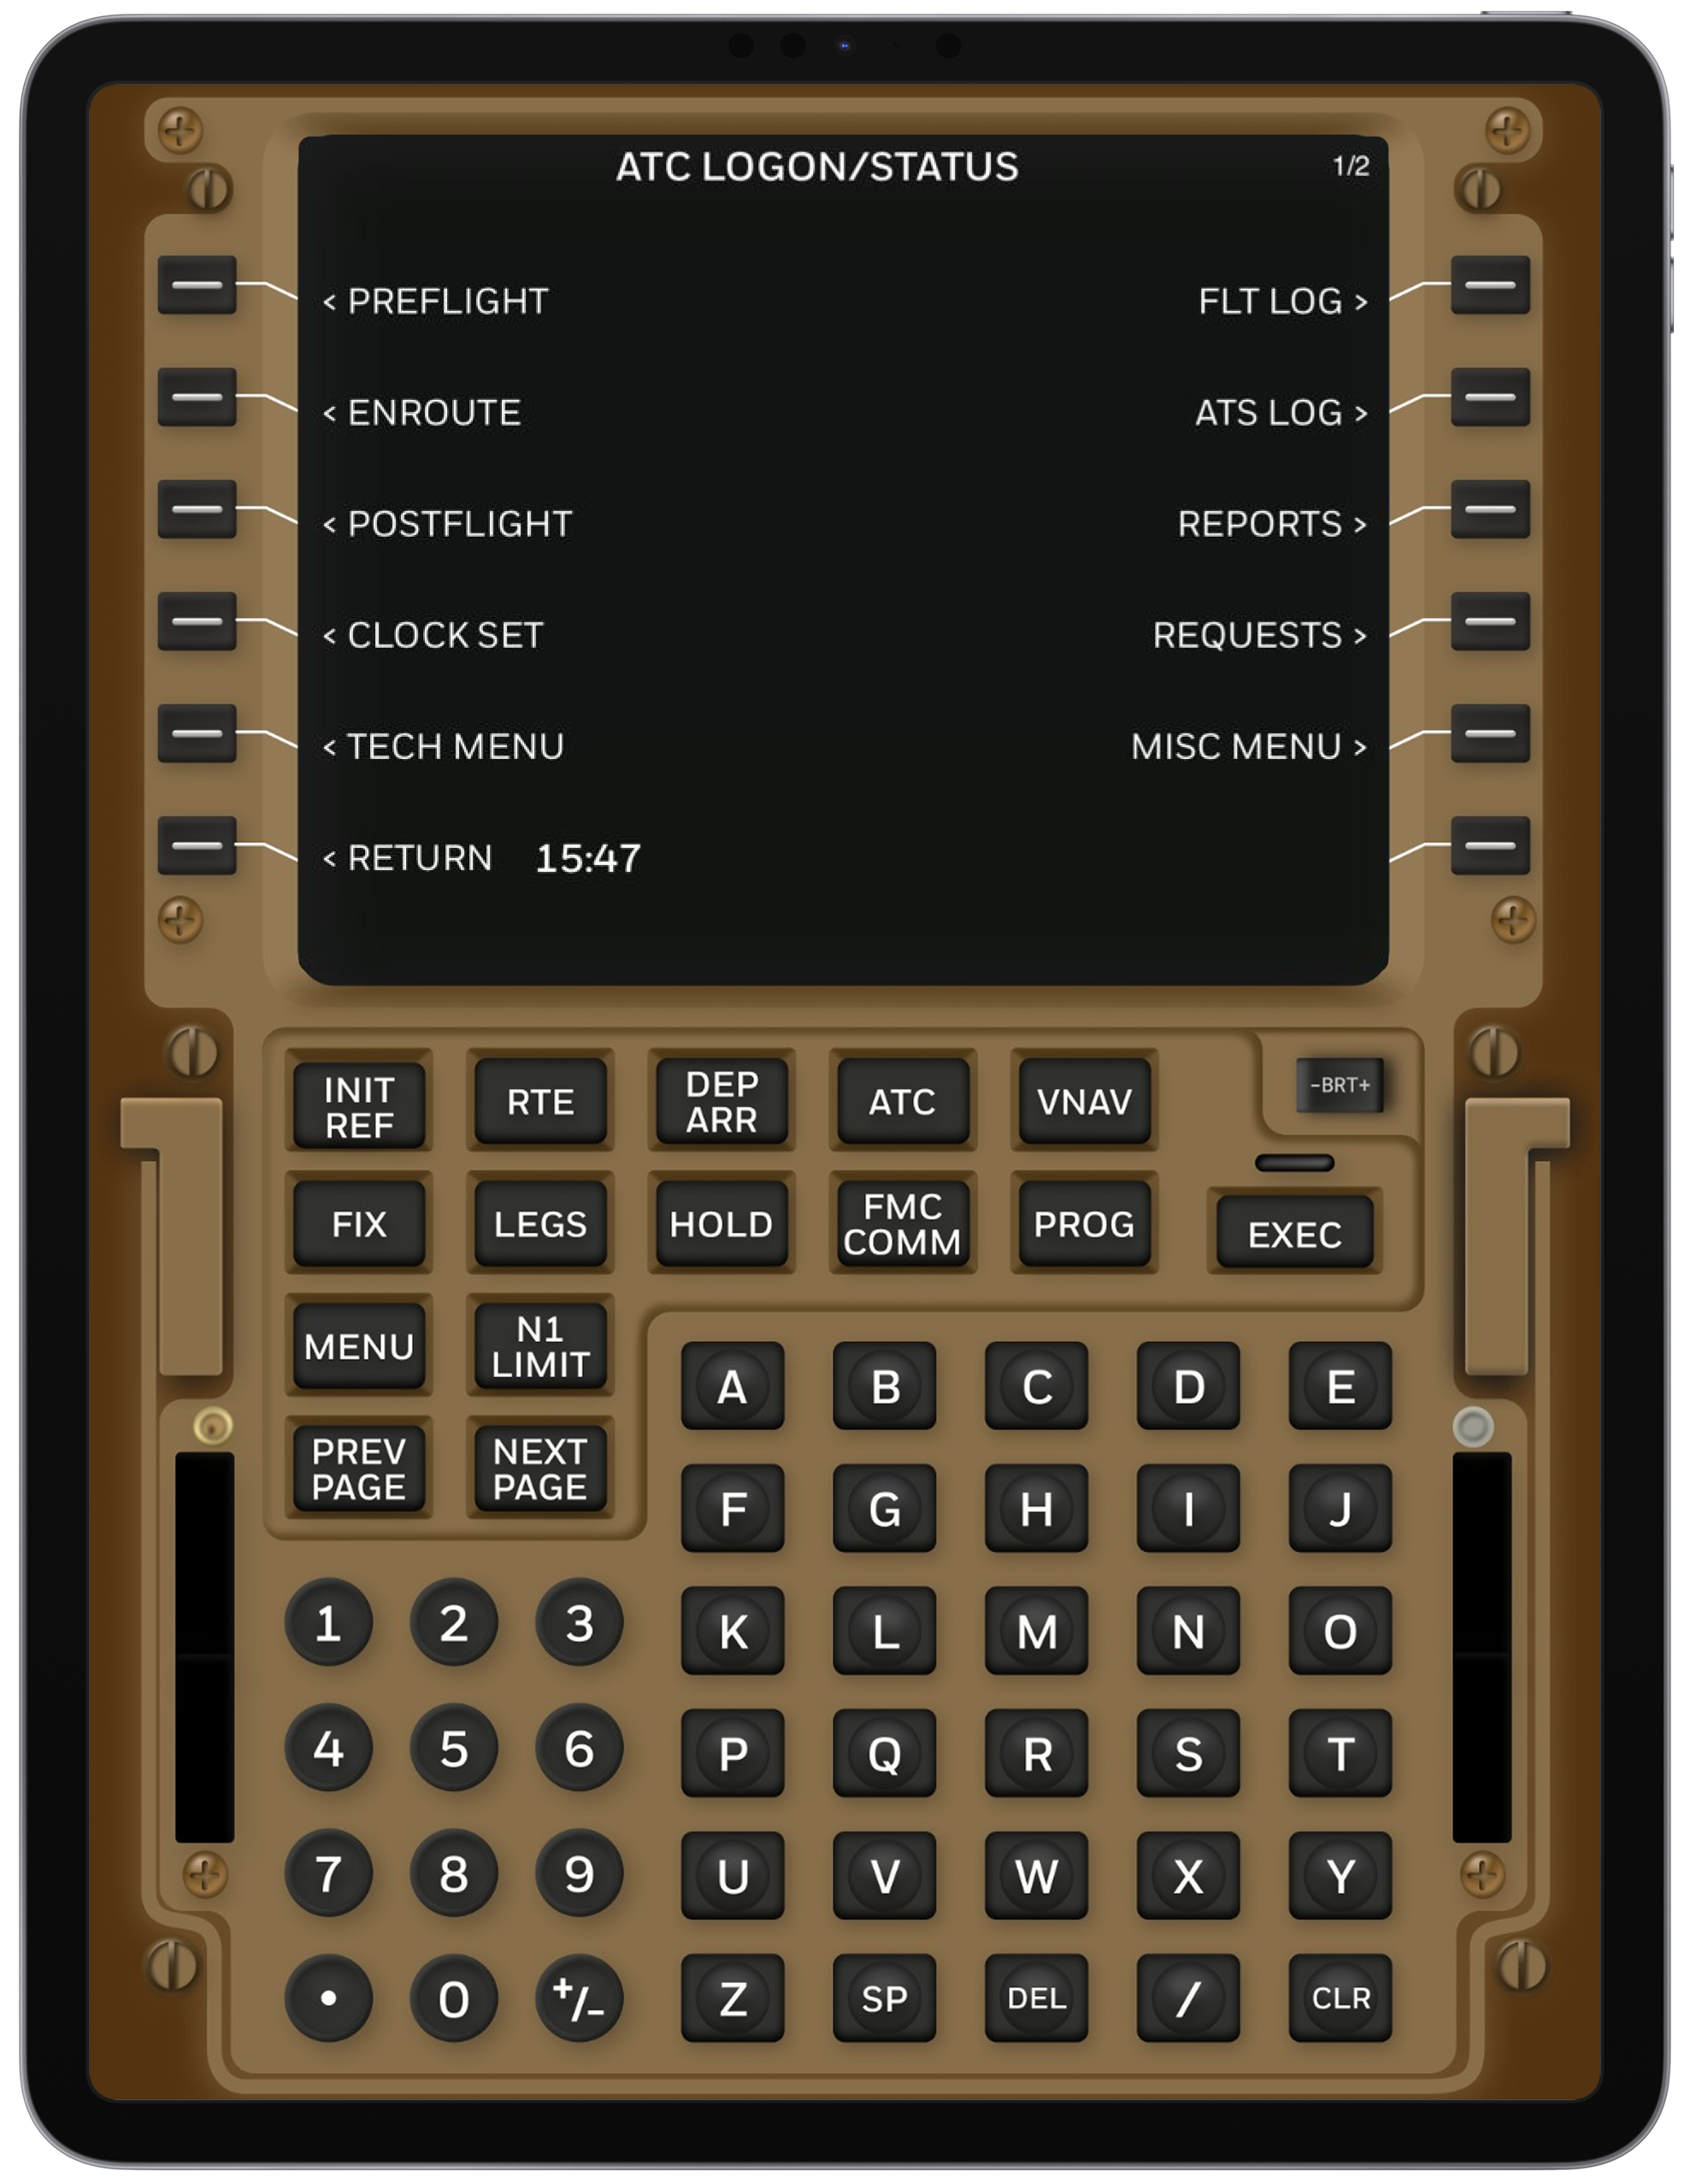 ATC LOGON/STATUS 1/2
< PREFLIGHT FLT LOG >
< ENROUTE ATS LOG >
< POSTFLIGHT REPORTS >
< CLOCK SET REQUESTS >
< TECH MENU MISC MENU >
< RETURN 15:47
INIT REF
RTE
DEP ARR
ATC
VNAV
-BRT+
FIX
LEGS
HOLD
FMC COMM
PROG
EXEC
MENU
N1 LIMIT
PREV PAGE
NEXT PAGE
A B C D E
F G H I J
K L M N O
P Q R S T
U V W X Y
Z SP DEL / CLR
1 2 3
4 5 6
7 8 9
• 0 +/-